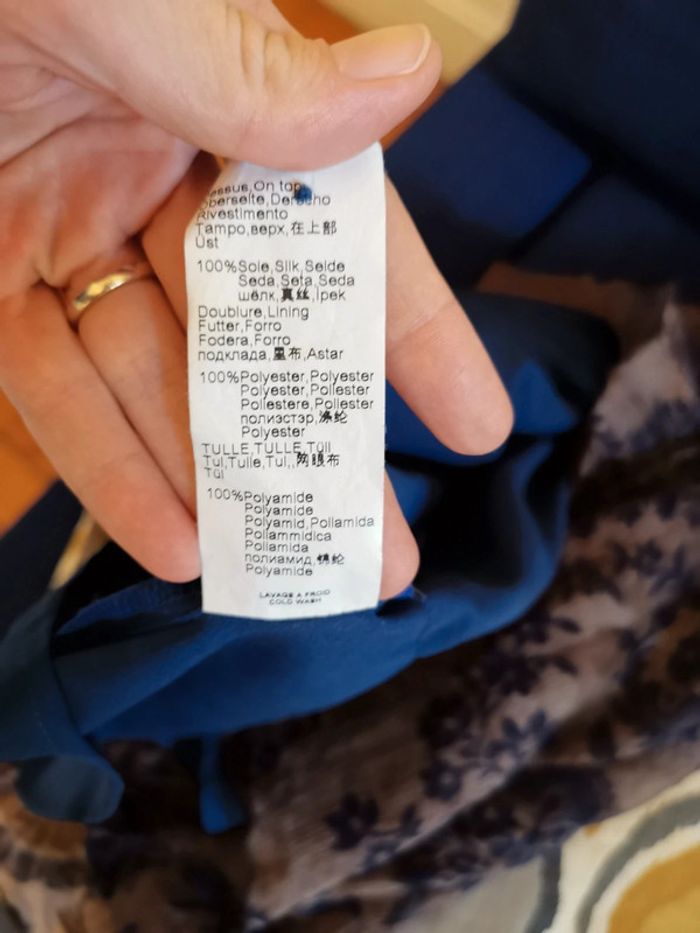 essus,On top
Oberseite,Derecho
Rivestimento
Tampo,верх,在上部
Üst
100%Soie,Silk,Seide
Seda,Seta,Seda
шёлк,真丝,İpek
Doublure,Lining
Futter,Forro
Fodera,Forro
подклада,里布,Astar
100%Polyester,Polyester
Polyester,Poliester
Poliestere,Poliester
полиэстэр,涤纶
Polyester
TULLE,TULLE,Tüll
Tul,Tulle,Tul,,网眼布
Tül
100%Polyamide
Polyamide
Polyamid,Poliamida
Poliammidica
Poliamida
полиамид,锦纶
Polyamide
LAVAGE A FROID
COLD WASH